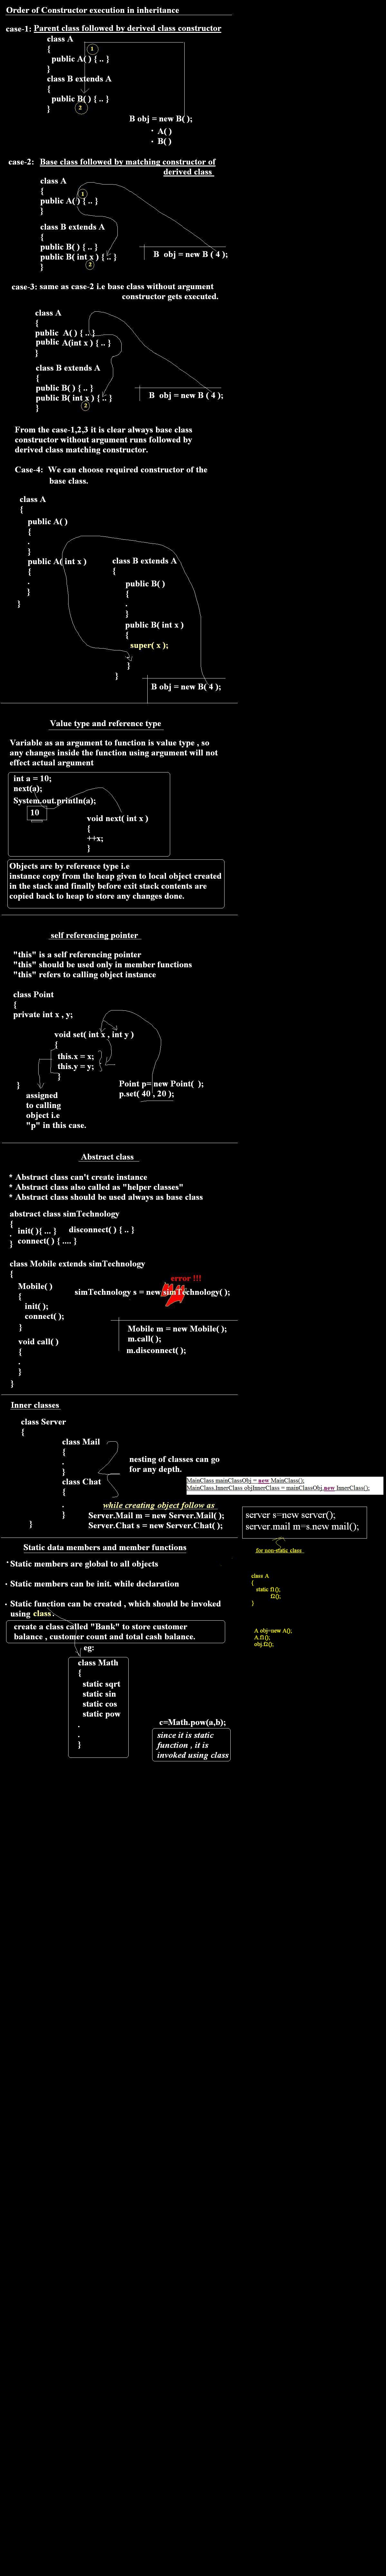 Order of Constructor execution in inheritance
case-1: Parent class followed by derived class constructor
class A
{
1
public A( ) { .. }
}
class B extends A
{
public B( ) { .. }
}
2
B obj = new B( );
· A( )
· B( )
case-2: Base class followed by matching constructor of
derived class
class A
{
1
public A( ) { .. }
}
class B extends A
{
public B( ) { .. }
public B( int x ) { .. }
}
2
B obj = new B ( 4 );
case-3: same as case-2 i.e base class without argument
constructor gets executed.
class A
{
public A( ) { .. }
public A(int x ) { .. }
}
class B extends A
{
public B( ) { .. }
public B( int x ) { .. }
}
2
B obj = new B ( 4 );
From the case-1,2,3 it is clear always base class
constructor without argument runs followed by
derived class matching constructor.
Case-4: We can choose required constructor of the
base class.
class A
{
public A( )
{
.
}
public A( int x )
{
.
}
}
class B extends A
{
public B( )
{
.
}
public B( int x )
{
super( x );
}
}
B obj = new B( 4 );
Value type and reference type
Variable as an argument to function is value type , so
any changes inside the function using argument will not
effect actual argument
int a = 10;
next(a);
System.out.println(a);
10
void next( int x )
{
++x;
}
Objects are by reference type i.e
instance copy from the heap given to local object created
in the stack and finally before exit stack contents are
copied back to heap to store any changes done.
self referencing pointer
"this" is a self referencing pointer
"this" should be used only in member functions
"this" refers to calling object instance
class Point
{
private int x , y;
void set( int x , int y )
{
this.x = x;
this.y = y;
}
}
assigned
to calling
object i.e
"p" in this case.
Point p= new Point( );
p.set( 40 , 20 );
Abstract class
* Abstract class can't create instance
* Abstract class also called as "helper classes"
* Abstract class should be used always as base class
abstract class simTechnology
{
. init( ){ ... } disconnect( ) { .. }
} connect( ) { .... }
class Mobile extends simTechnology
{
Mobile( )
{
init( );
connect( );
}
void call( )
{
.
}
}
error !!!
simTechnology s = new simTechnology( );
Mobile m = new Mobile( );
m.call( );
m.disconnect( );
Inner classes
class Server
{
class Mail
{
.
}
class Chat
{
.
}
}
nesting of classes can go
for any depth.
while creating object follow as
Server.Mail m = new Server.Mail( );
Server.Chat s = new Server.Chat( );
MainClass mainClassObj = new MainClass();
MainClass.InnerClass objInnerClass = mainClassObj.new InnerClass();
server s=new server();
server.mail m=s.new mail();
for non-static class
Static data members and member functions
· Static members are global to all objects
· Static members can be init. while declaration
· Static function can be created , which should be invoked
using class .
create a class called "Bank" to store customer
balance , customer count and total cash balance.
eg:
class Math
{
static sqrt
static sin
static cos
static pow
.
.
}
c=Math.pow(a,b);
since it is static
function , it is
invoked using class
class A
{
static f1();
f2();
}
A obj=new A();
A.f1();
obj.f2();